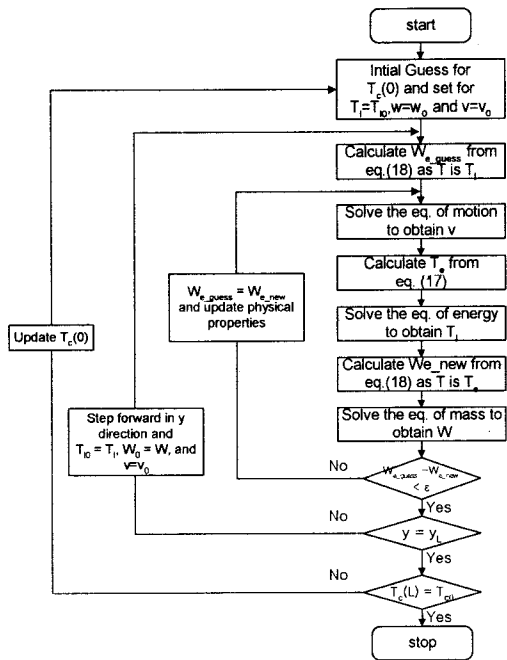 start
Intial Guess for
T_c(0) and set for
T_l=T_l0,w=w_0 and v=v_0
Calculate W_e_guess from
eq.(18) as T is T_l
Solve the eq. of motion
to obtain v
Calculate T_e from
eq. (17)
Solve the eq. of energy
to obtain T_l
Calculate We_new from
eq.(18) as T is T_e
Solve the eq. of mass to
obtain W
W_e_guess = W_e_new
and update physical
properties
Update T_c(0)
Step forward in y
direction and
T_l0 = T_l, W_0 = W, and
v=v_0
No
W_e_guess -W_e_new
< ε
Yes
No
y = y_L
Yes
No
T_c(L) =
Yes
stop